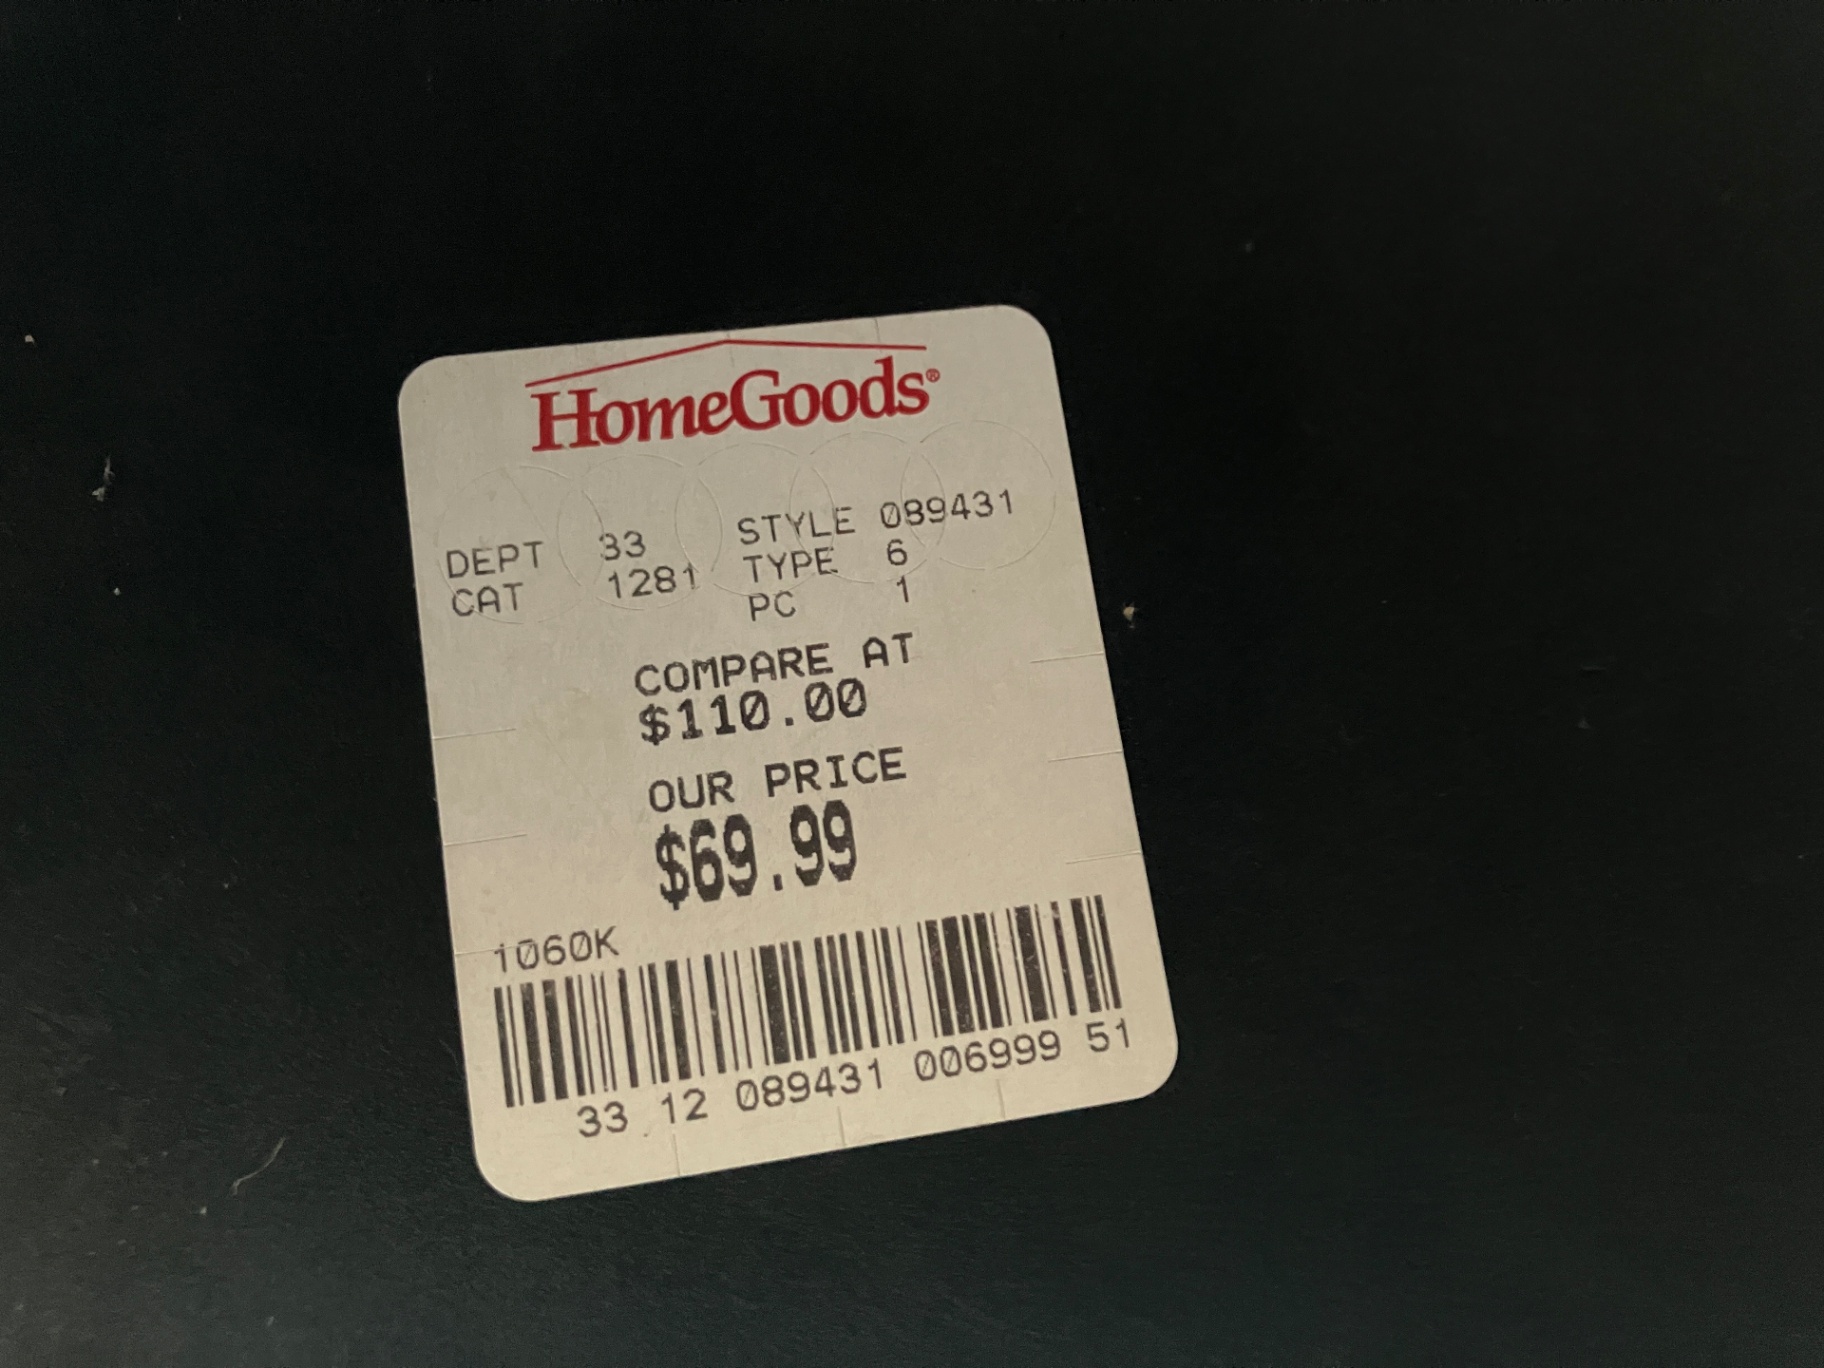 HomeGoods®
DEPT 33 STYLE 089431
CAT 1281 TYPE 6
PC 1
COMPARE AT
$110.00
OUR PRICE
$69.99
1060K
33 12 089431 006999 51